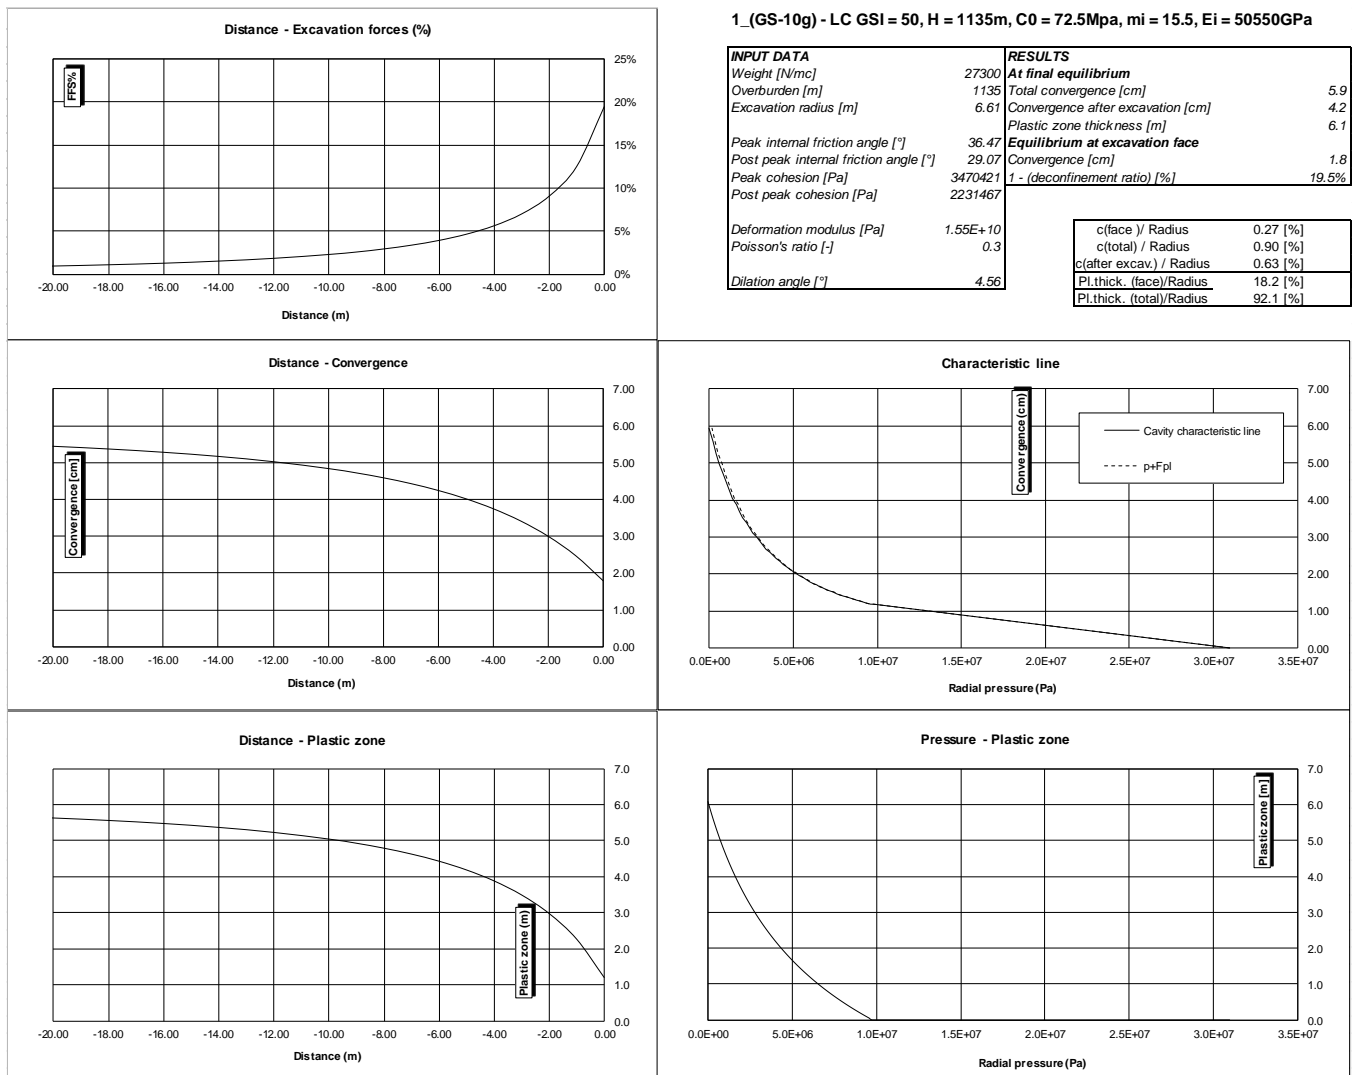 Distance - Excavation forces (%)
FFS%
25%
20%
15%
10%
5%
0%
-20.00 -18.00 -16.00 -14.00 -12.00 -10.00 -8.00 -6.00 -4.00 -2.00 0.00
Distance (m)
1_(GS-10g) - LC GSI = 50, H = 1135m, C0 = 72.5Mpa, mi = 15.5, Ei = 50550GPa
INPUT DATA
Weight [N/mc] 27300
Overburden [m] 1135
Excavation radius [m] 6.61
Peak internal friction angle [°] 36.47
Post peak internal friction angle [°] 29.07
Peak cohesion [Pa] 3470421
Post peak cohesion [Pa] 2231467
Deformation modulus [Pa] 1.55E+10
Poisson's ratio [-] 0.3
Dilation angle [°] 4.56
RESULTS
At final equilibrium
Total convergence [cm] 5.9
Convergence after excavation [cm] 4.2
Plastic zone thickness [m] 6.1
Equilibrium at excavation face
Convergence [cm] 1.8
1 - (deconfinement ratio) [%] 19.5%
c(face )/ Radius 0.27 [%]
c(total) / Radius 0.90 [%]
c(after excav.) / Radius 0.63 [%]
Pl.thick. (face)/Radius 18.2 [%]
Pl.thick. (total)/Radius 92.1 [%]
Distance - Convergence
Convergence [cm]
7.00
6.00
5.00
4.00
3.00
2.00
1.00
0.00
-20.00 -18.00 -16.00 -14.00 -12.00 -10.00 -8.00 -6.00 -4.00 -2.00 0.00
Distance (m)
Characteristic line
Convergence (cm)
Cavity characteristic line
p+Fpl
7.00
6.00
5.00
4.00
3.00
2.00
1.00
0.00
0.0E+00 5.0E+06 1.0E+07 1.5E+07 2.0E+07 2.5E+07 3.0E+07 3.5E+07
Radial pressure (Pa)
Distance - Plastic zone
Plastic zone (m)
7.0
6.0
5.0
4.0
3.0
2.0
1.0
0.0
-20.00 -18.00 -16.00 -14.00 -12.00 -10.00 -8.00 -6.00 -4.00 -2.00 0.00
Distance (m)
Pressure - Plastic zone
Plastic zone [m]
7.0
6.0
5.0
4.0
3.0
2.0
1.0
0.0
0.0E+00 5.0E+06 1.0E+07 1.5E+07 2.0E+07 2.5E+07 3.0E+07 3.5E+07
Radial pressure (Pa)